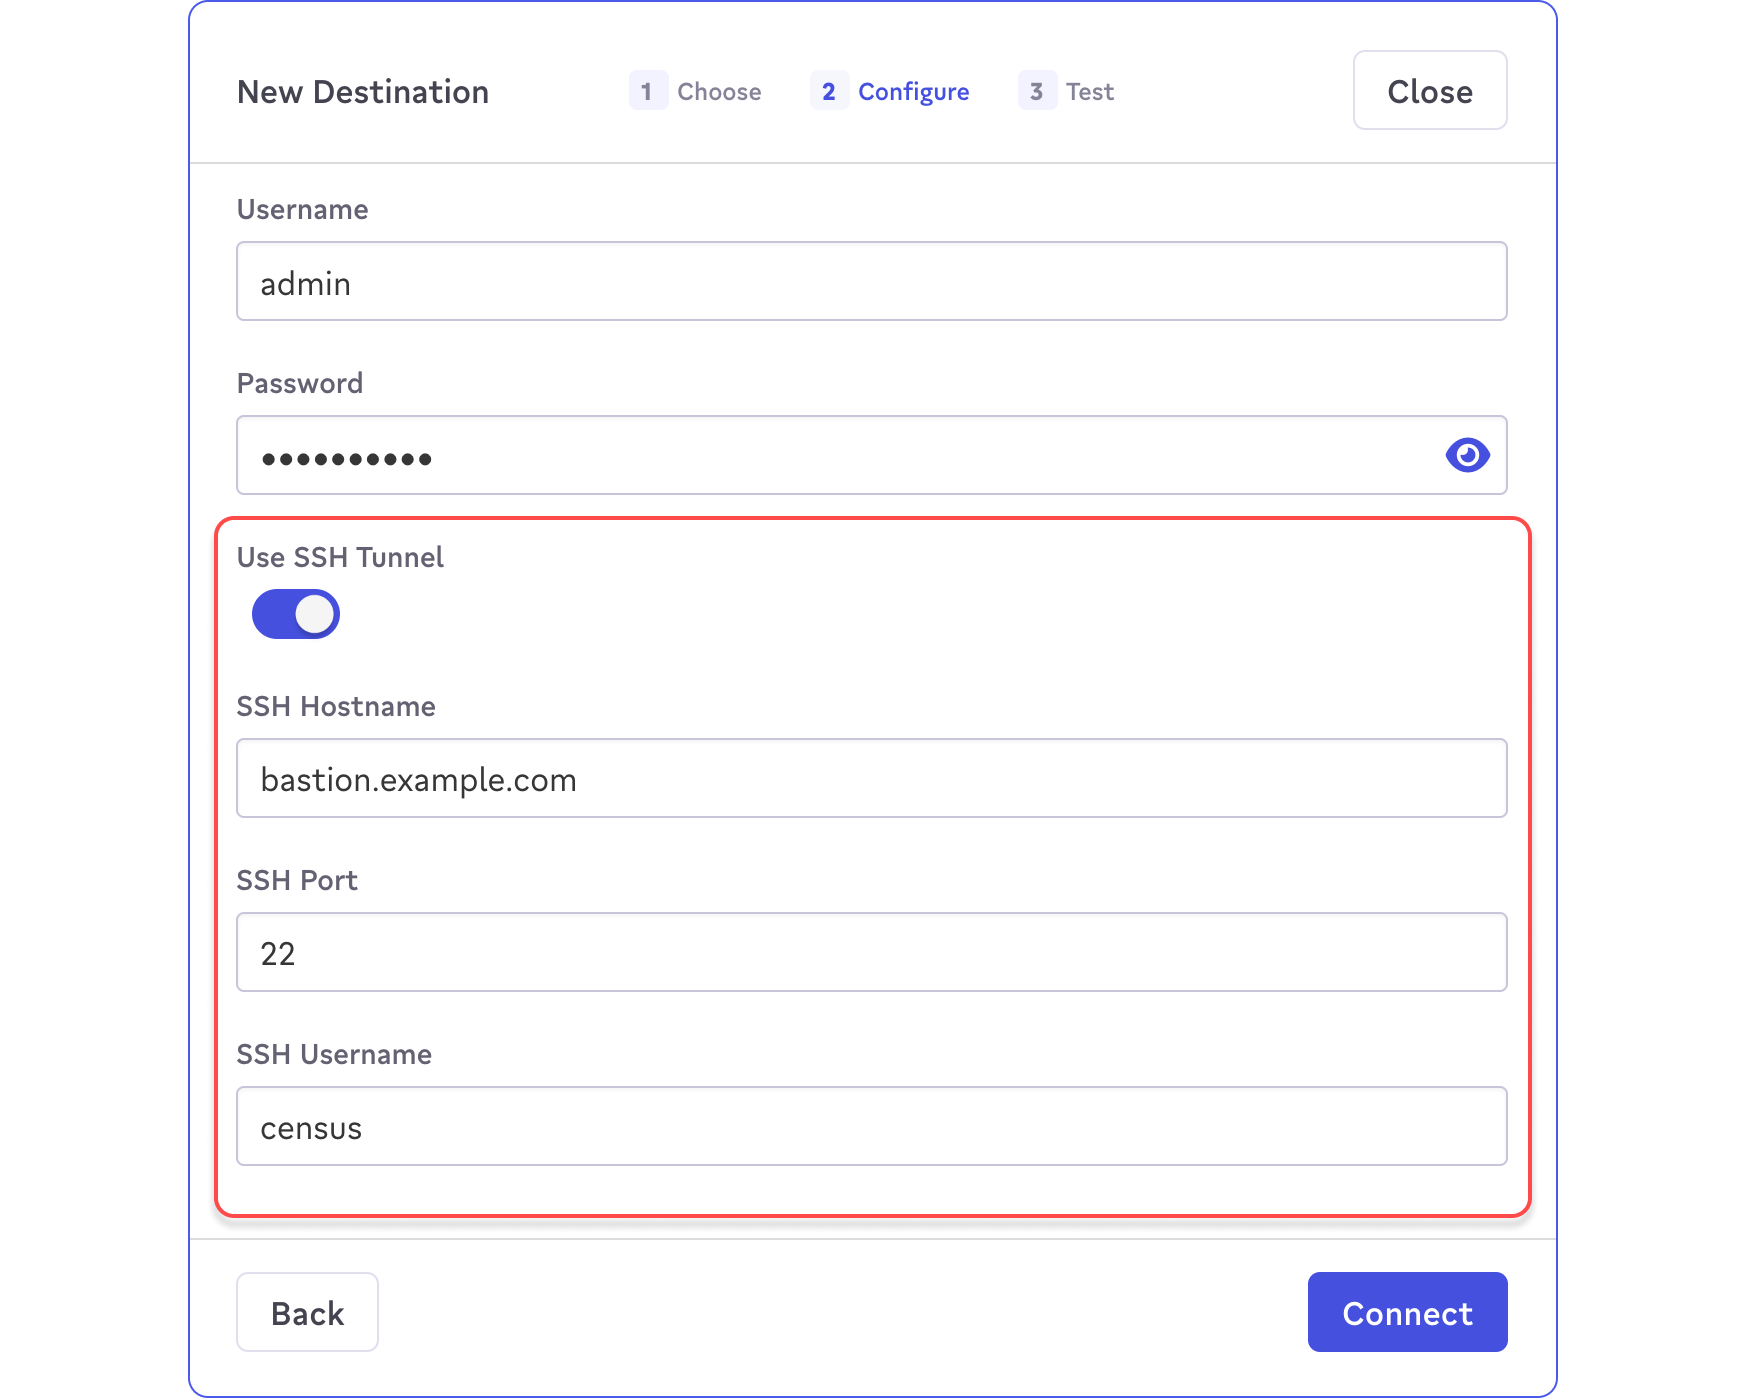 New Destination
1 Choose
2 Configure
3 Test
Close
Username
admin
Password
••••••••••
Use SSH Tunnel
SSH Hostname
bastion.example.com
SSH Port
22
SSH Username
census
Back
Connect